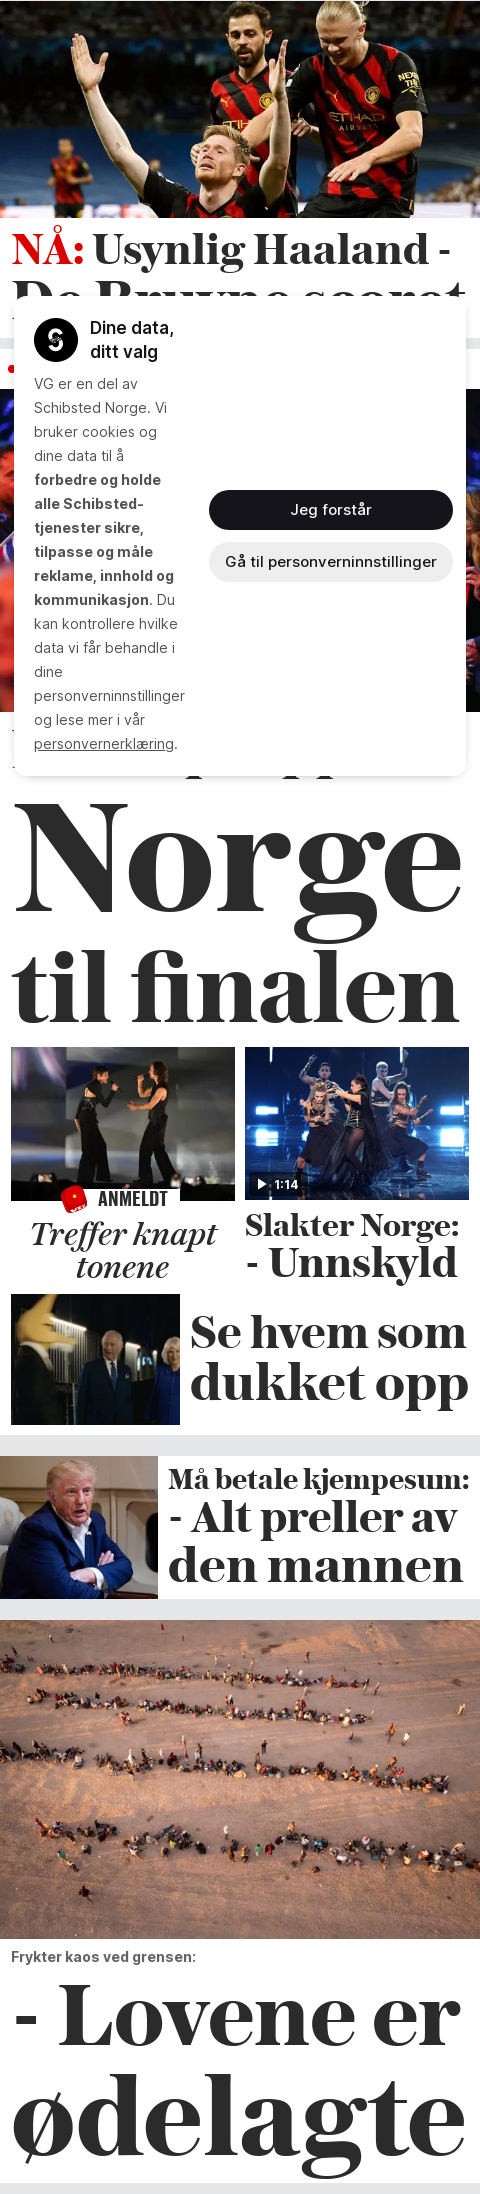 NÅ: Usynlig Haaland -
De Bruyne scoret
Dine data,
ditt valg
VG er en del av
Schibsted Norge. Vi
bruker cookies og
dine data til å
forbedre og holde
alle Schibsted-
tjenester sikre,
tilpasse og måle
reklame, innhold og
kommunikasjon. Du
kan kontrollere hvilke
data vi får behandle i
dine
personverninnstillinger
og lese mer i vår
personvernerklæring.
Jeg forstår
Gå til personverninnstillinger
Norge
til finalen
ANMELDT
Treffer knapt
tonene
1:14
Slakter Norge:
- Unnskyld
Se hvem som
dukket opp
Må betale kjempesum:
- Alt preller av
den mannen
Frykter kaos ved grensen:
- Lovene er
ødelagte